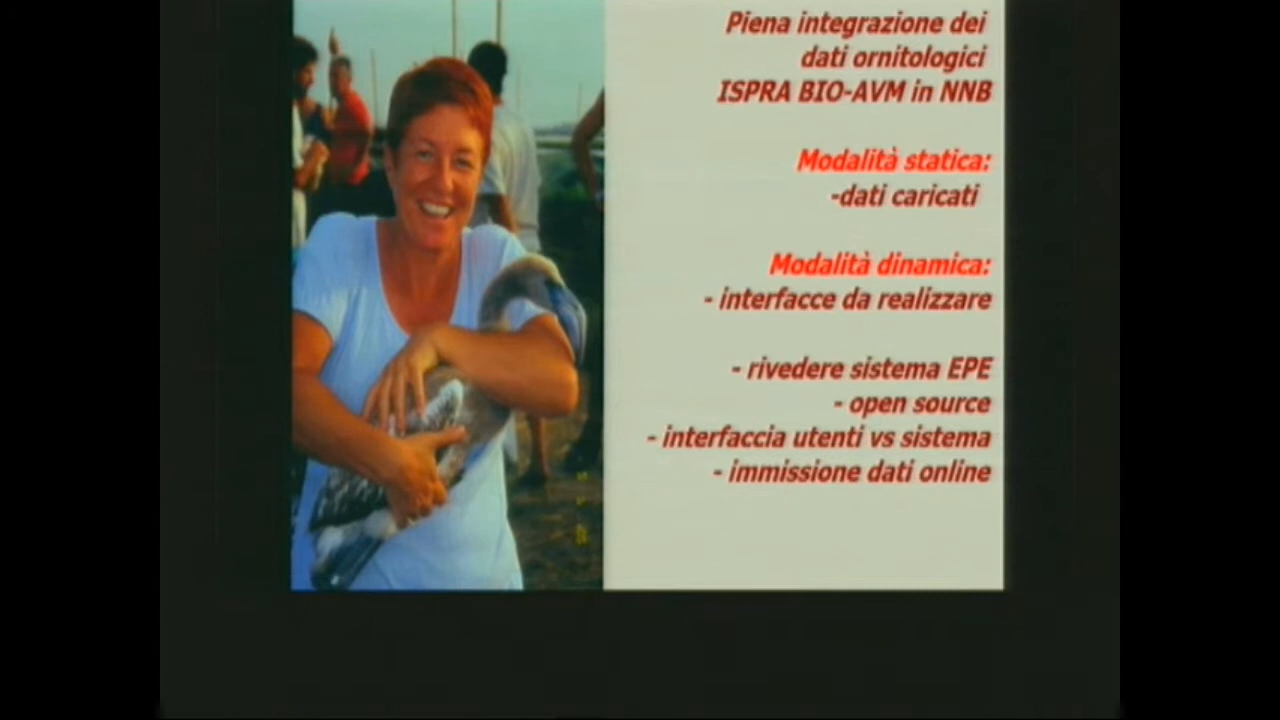 Piena integrazione dei
dati ornitologici
ISPRA BIO-AVM in NNB
Modalità statica:
-dati caricati
Modalità dinamica:
- interfacce da realizzare
- rivedere sistema EPE
- open source
- interfaccia utenti vs sistema
- immissione dati online